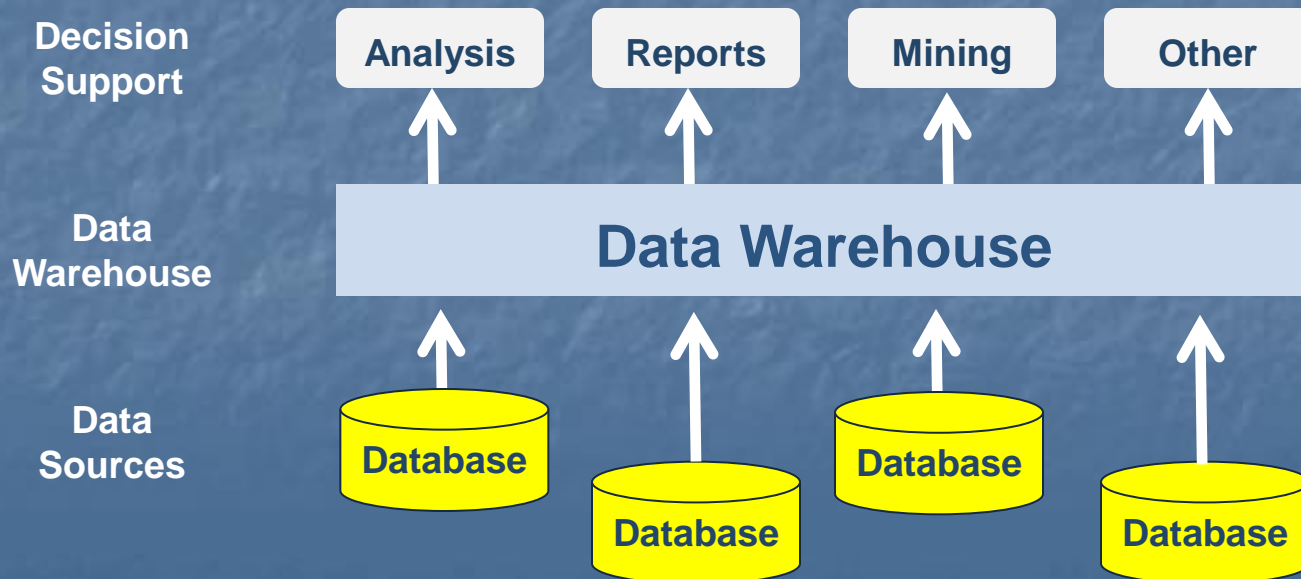 Decision
Support
Analysis
Reports
Mining
Other
Data
Warehouse
Data Warehouse
Data
Sources
Database
Database
Database
Database